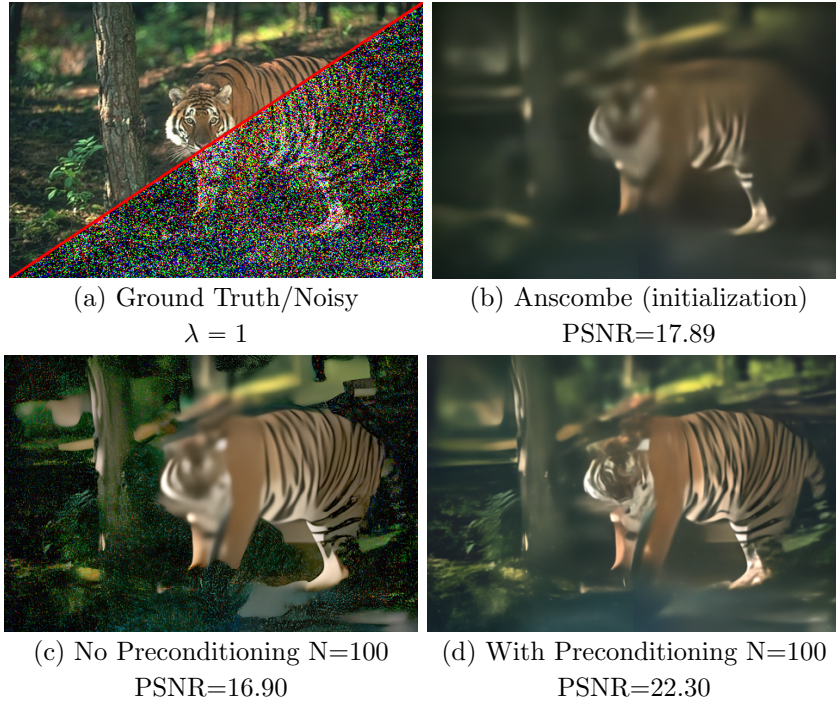 (a) Ground Truth/Noisy
λ = 1
(b) Anscombe (initialization)
PSNR=17.89
(c) No Preconditioning N=100
PSNR=16.90
(d) With Preconditioning N=100
PSNR=22.30